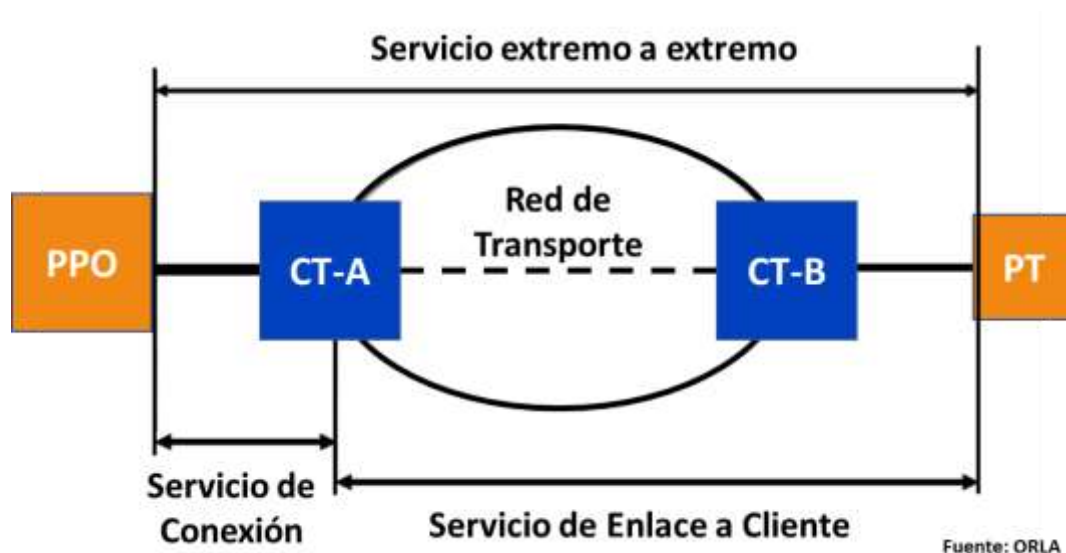 Servicio extremo a extremo
Red de
Transporte
PPO
CT-A
CT-B
PT
Servicio de
Conexión
Servicio de Enlace a Cliente
Fuente: ORLA